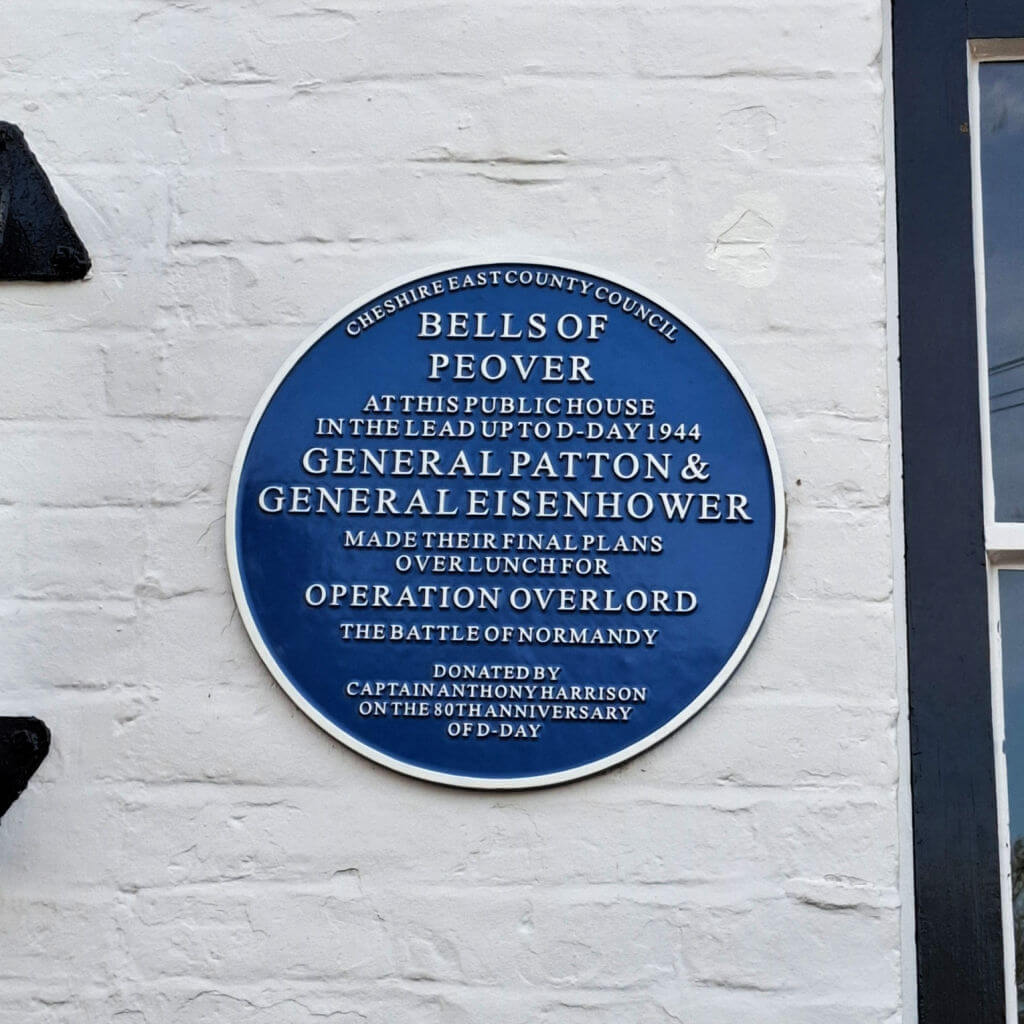 CHESHIRE EAST COUNTY COUNCIL
BELLS OF
PEOVER
AT THIS PUBLIC HOUSE
IN THE LEAD UP TO D-DAY 1944
GENERAL PATTON &
GENERAL EISENHOWER
MADE THEIR FINAL PLANS
OVER LUNCH FOR
OPERATION OVERLORD
THE BATTLE OF NORMANDY
DONATED BY
CAPTAIN ANTHONY HARRISON
ON THE 80TH ANNIVERSARY
OF D-DAY